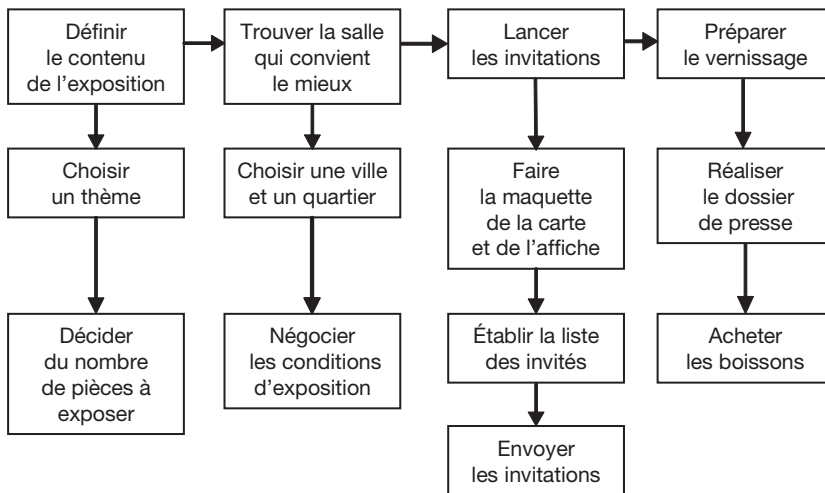 Définir
le contenu
de l’exposition
Trouver la salle
qui convient
le mieux
Lancer
les invitations
Préparer
le vernissage
Choisir
un thème
Choisir une ville
et un quartier
Faire
la maquette
de la carte
et de l’affiche
Réaliser
le dossier
de presse
Décider
du nombre
de pièces à
exposer
Négocier
les conditions
d’exposition
Établir la liste
des invités
Acheter
les boissons
Envoyer
les invitations